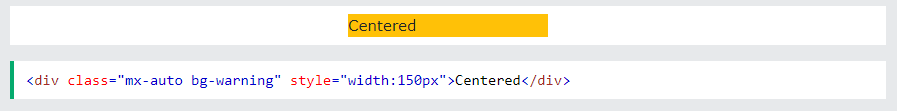 Centered
<div class="mx-auto bg-warning" style="width:150px">Centered</div>